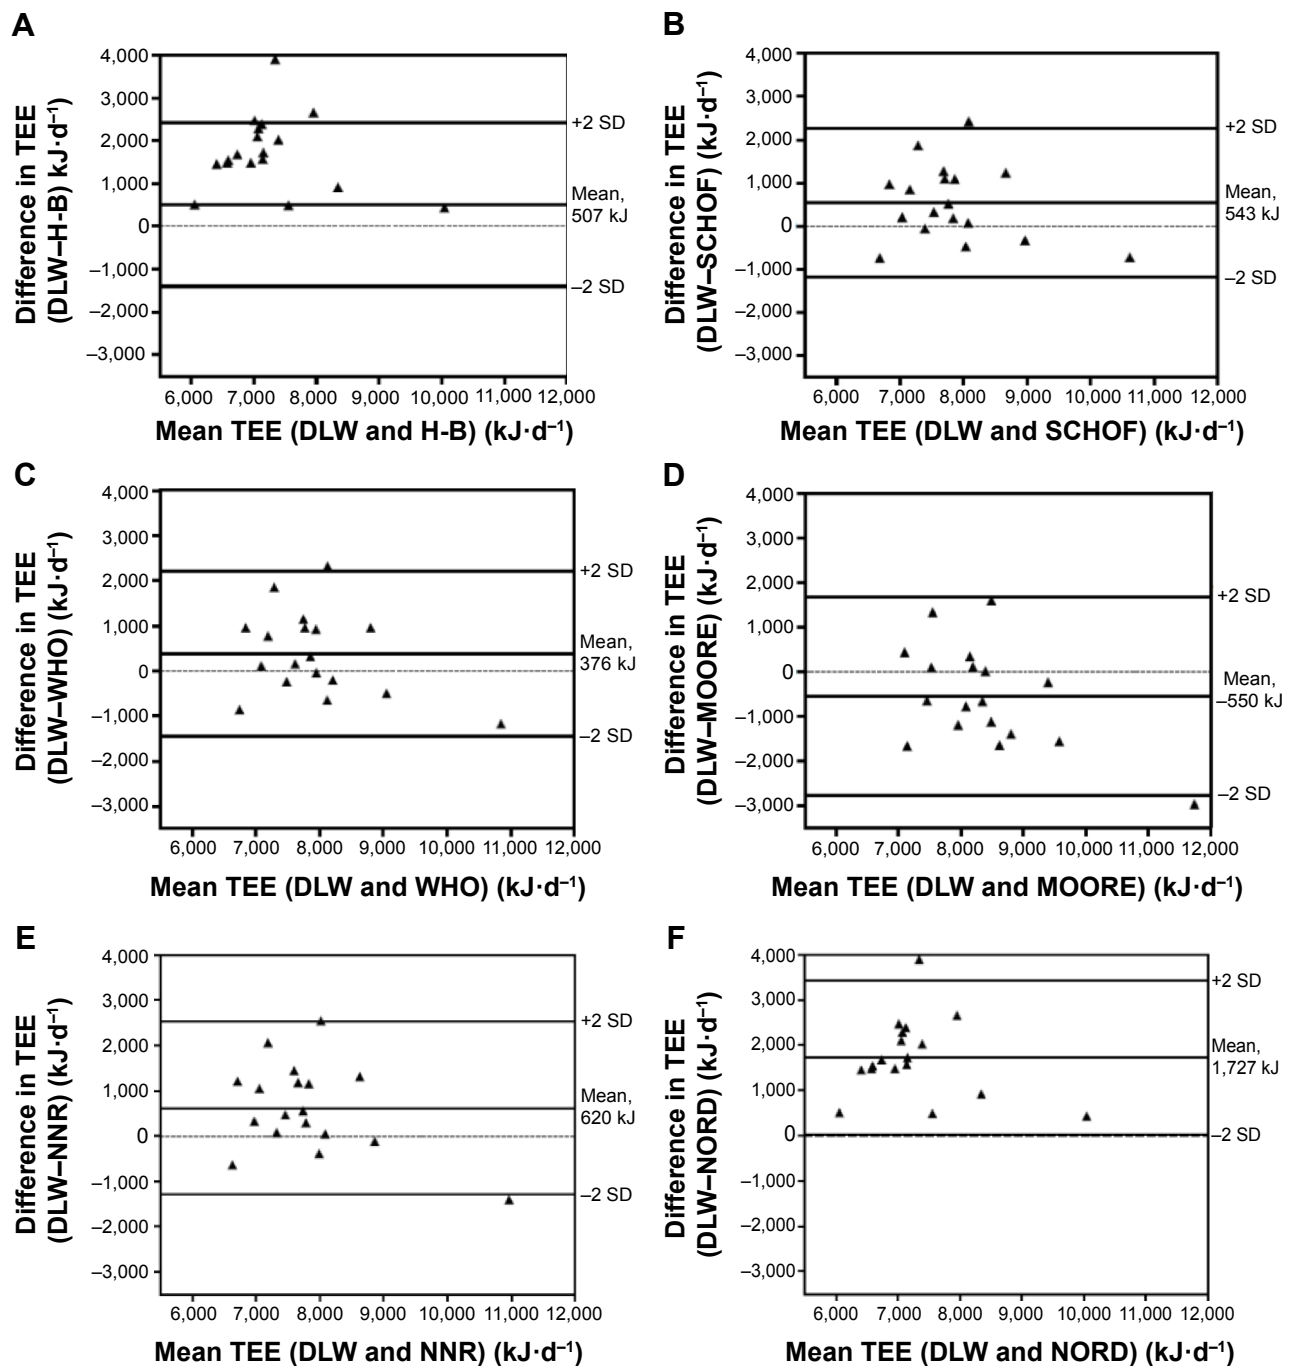 A
Difference in TEE
(DLW–H-B) kJ·d⁻¹)
4,000
3,000
2,000
1,000
0
–1,000
–2,000
–3,000
+2 SD
Mean,
507 kJ
–2 SD
6,000 7,000 8,000 9,000 10,000 11,000 12,000
Mean TEE (DLW and H-B) (kJ·d⁻¹)
B
Difference in TEE
(DLW–SCHOF) (kJ·d⁻¹)
4,000
3,000
2,000
1,000
0
–1,000
–2,000
–3,000
+2 SD
Mean,
543 kJ
–2 SD
6,000 7,000 8,000 9,000 10,000 11,000 12,000
Mean TEE (DLW and SCHOF) (kJ·d⁻¹)
C
Difference in TEE
(DLW–WHO) (kJ·d⁻¹)
4,000
3,000
2,000
1,000
0
–1,000
–2,000
–3,000
+2 SD
Mean,
376 kJ
–2 SD
6,000 7,000 8,000 9,000 10,000 11,000 12,000
Mean TEE (DLW and WHO) (kJ·d⁻¹)
D
Difference in TEE
(DLW–MOORE) (kJ·d⁻¹)
4,000
3,000
2,000
1,000
0
–1,000
–2,000
–3,000
+2 SD
Mean,
–550 kJ
–2 SD
6,000 7,000 8,000 9,000 10,000 11,000 12,000
Mean TEE (DLW and MOORE) (kJ·d⁻¹)
E
Difference in TEE
(DLW–NNR) (kJ·d⁻¹)
4,000
3,000
2,000
1,000
0
–1,000
–2,000
–3,000
+2 SD
Mean,
620 kJ
–2 SD
6,000 7,000 8,000 9,000 10,000 11,000 12,000
Mean TEE (DLW and NNR) (kJ·d⁻¹)
F
Difference in TEE
(DLW–NORD) (kJ·d⁻¹)
4,000
3,000
2,000
1,000
0
–1,000
–2,000
–3,000
+2 SD
Mean,
1,727 kJ
–2 SD
6,000 7,000 8,000 9,000 10,000 11,000 12,000
Mean TEE (DLW and NORD) (kJ·d⁻¹)